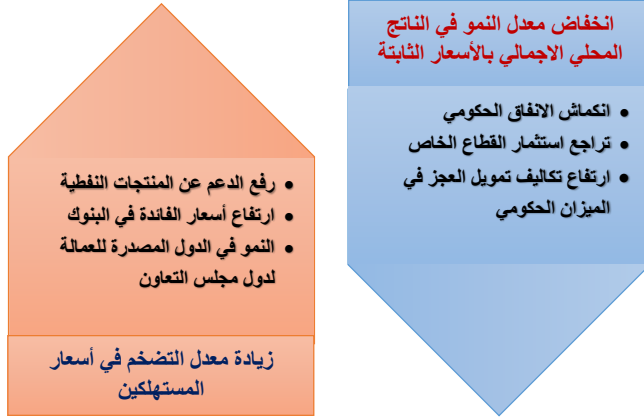 انخفاض معدل النمو في الناتج
المحلي الاجمالي بالأسعار الثابتة
• انكماش الانفاق الحكومي
• تراجع استثمار القطاع الخاص
• ارتفاع تكاليف تمويل العجز في
الميزان الحكومي
• رفع الدعم عن المنتجات النفطية
• ارتفاع أسعار الفائدة في البنوك
• النمو في الدول المصدرة للعمالة
لدول مجلس التعاون
زيادة معدل التضخم في أسعار
المستهلكين